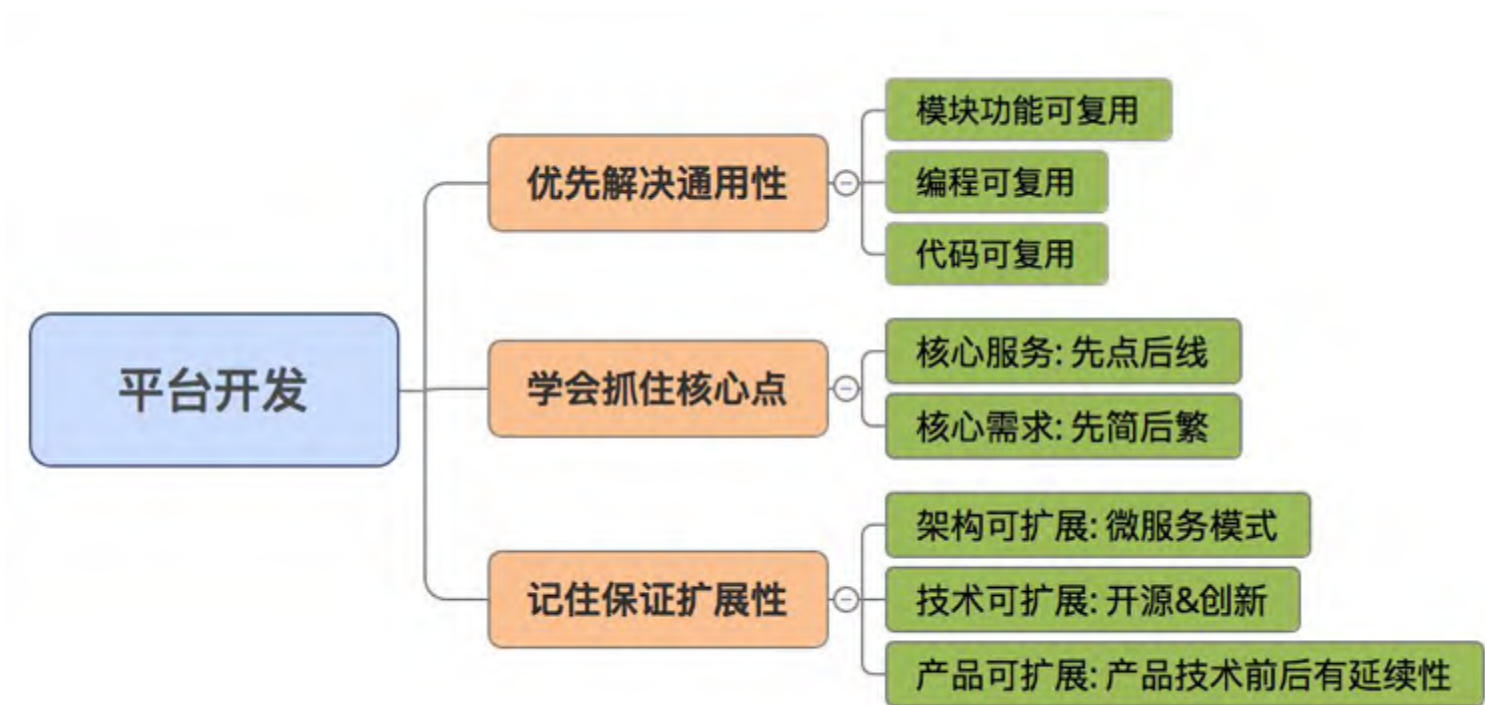 平台开发
优先解决通用性
模块功能可复用
编程可复用
代码可复用
学会抓住核心点
核心服务: 先点后线
核心需求: 先简后繁
记住保证扩展性
架构可扩展: 微服务模式
技术可扩展: 开源&创新
产品可扩展: 产品技术前后有延续性